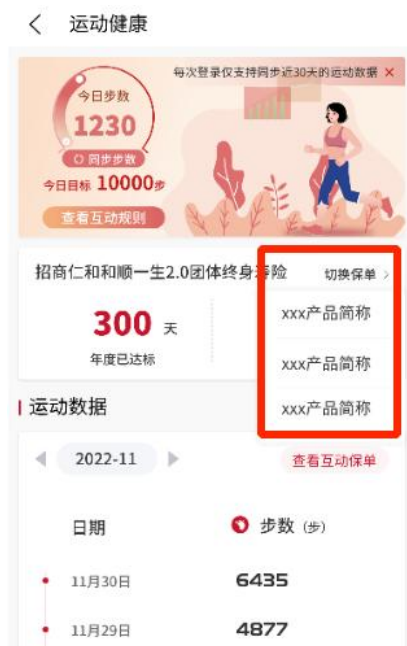 运动健康
每次登录仅支持同步近30天的运动数据
今日步数
1230
同步步数
今日目标 10000步
查看互动规则
招商仁和和顺一生2.0团体终身寿险 切换保单
300 天
年度已达标
xxx产品简称
xxx产品简称
xxx产品简称
运动数据
2022-11
查看互动保单
日期 步数 (步)
11月30日 6435
11月29日 4877